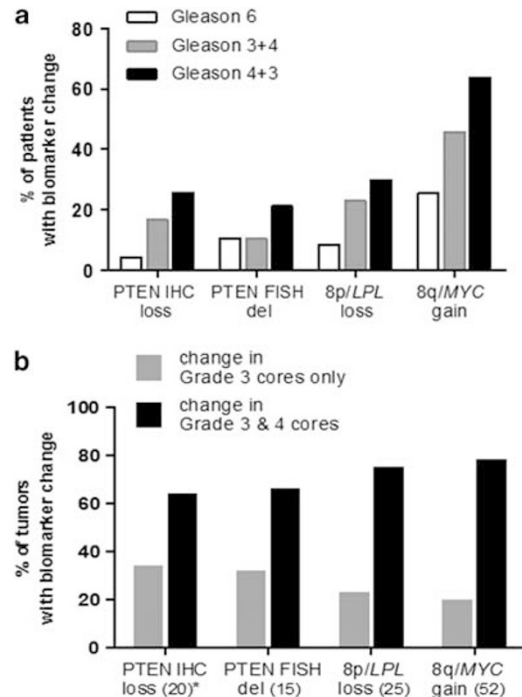 a
Gleason 6
Gleason 3+4
Gleason 4+3
% of patients
with biomarker change
80
60
40
20
0
PTEN IHC
loss
PTEN FISH
del
8p/LPL
loss
8q/MYC
gain
b
change in
Grade 3 cores only
change in
Grade 3 & 4 cores
% of tumors
with biomarker change
100
80
60
40
20
0
PTEN IHC
loss (20)*
PTEN FISH
del (15)
8p/LPL
loss (25)
8q/MYC
gain (52)